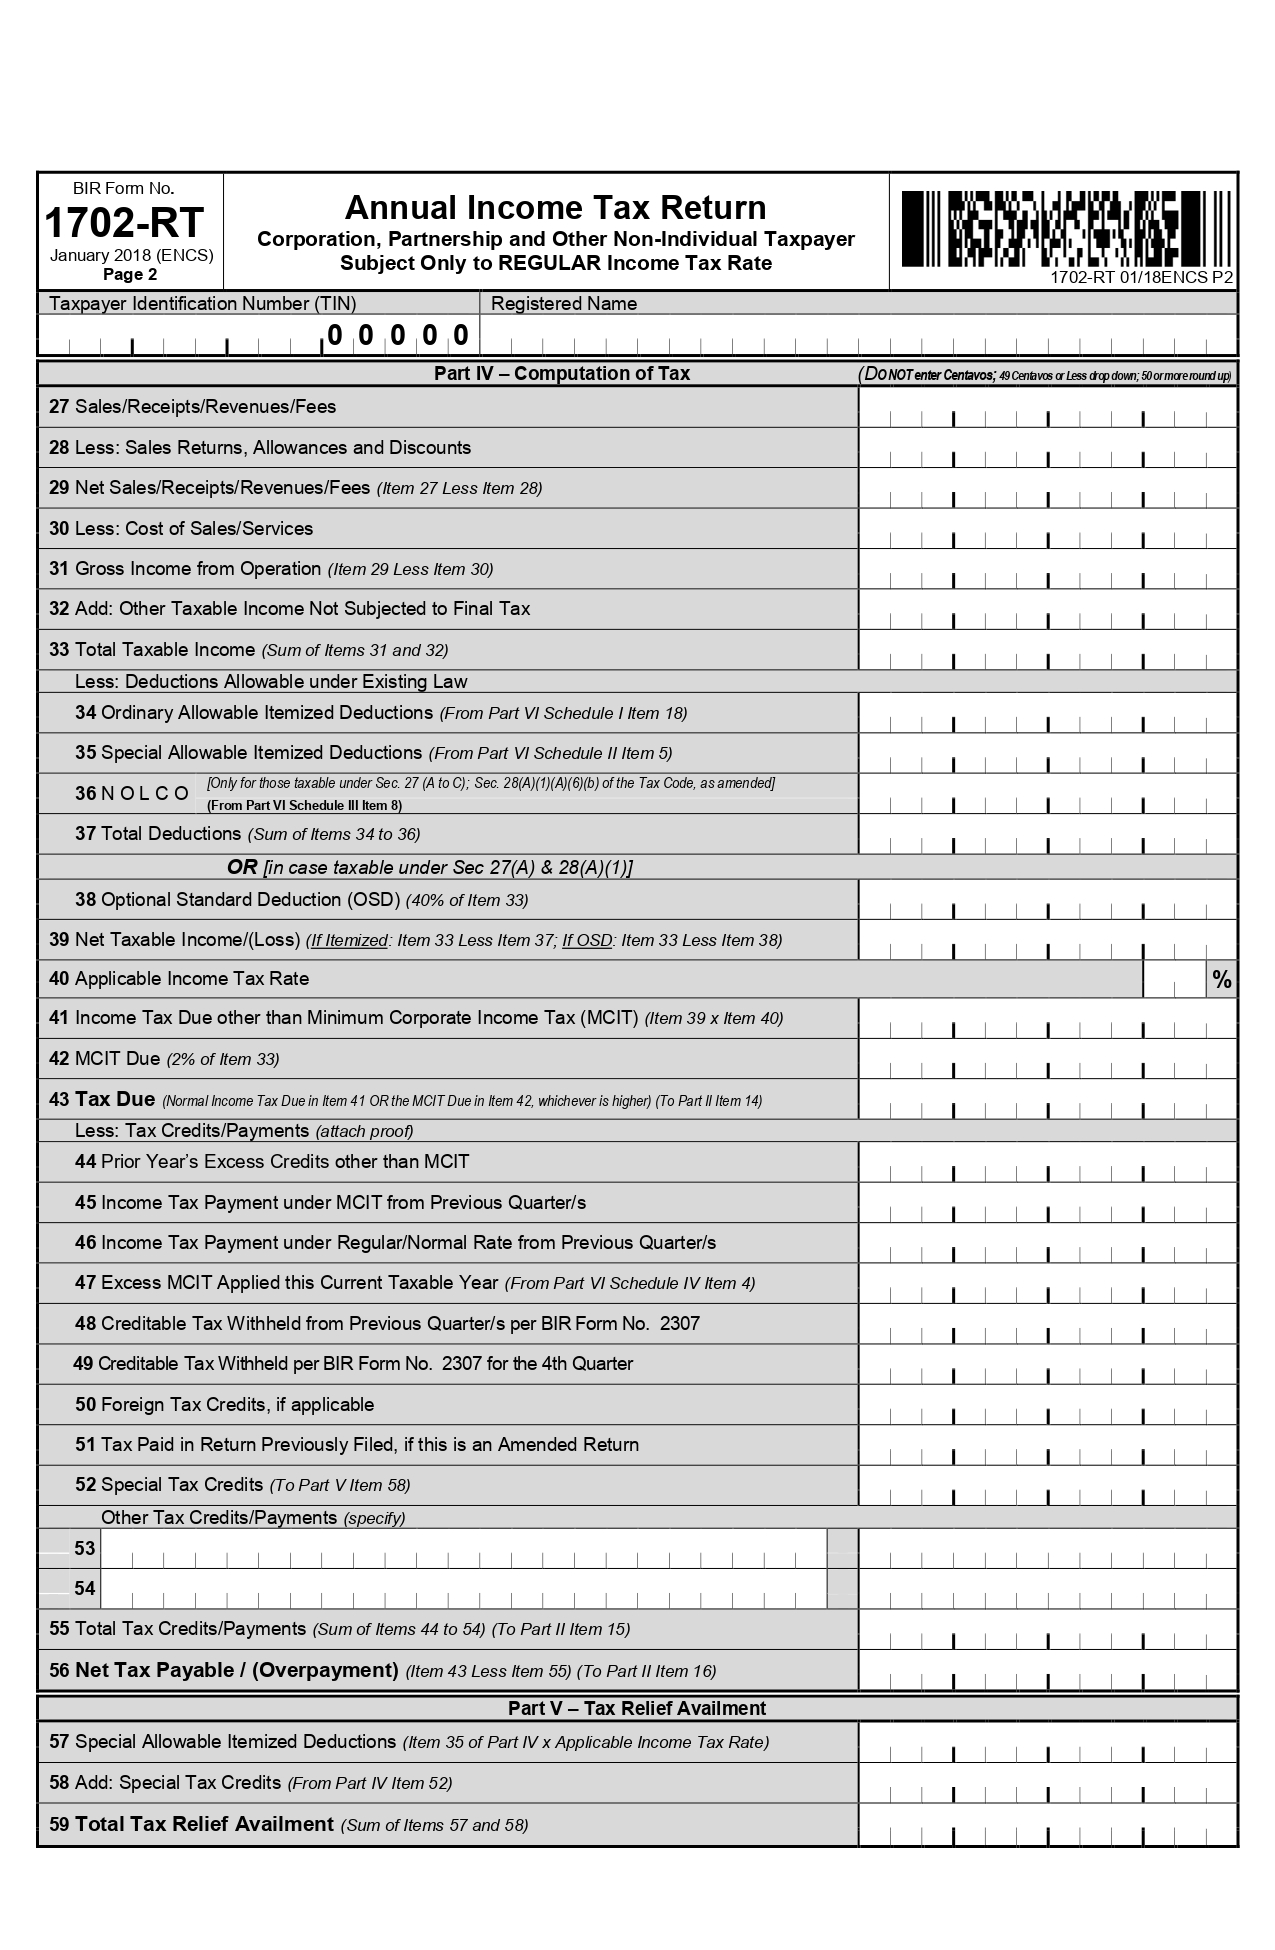 BIR Form No.
1702-RT
January 2018 (ENCS)
Page 2
Annual Income Tax Return
Corporation, Partnership and Other Non-Individual Taxpayer
Subject Only to REGULAR Income Tax Rate
1702-RT 01/18ENCS P2
Taxpayer Identification Number (TIN)
Registered Name
0 0 0 0 0
Part IV – Computation of Tax
(DO NOT enter Centavos; 49 Centavos or Less drop down; 50 or more round up)
27 Sales/Receipts/Revenues/Fees
28 Less: Sales Returns, Allowances and Discounts
29 Net Sales/Receipts/Revenues/Fees (Item 27 Less Item 28)
30 Less: Cost of Sales/Services
31 Gross Income from Operation (Item 29 Less Item 30)
32 Add: Other Taxable Income Not Subjected to Final Tax
33 Total Taxable Income (Sum of Items 31 and 32)
Less: Deductions Allowable under Existing Law
34 Ordinary Allowable Itemized Deductions (From Part VI Schedule I Item 18)
35 Special Allowable Itemized Deductions (From Part VI Schedule II Item 5)
36 N O L C O [Only for those taxable under Sec. 27 (A to C); Sec. 28(A)(1)(A)(6)(b) of the Tax Code, as amended]
(From Part VI Schedule III Item 8)
37 Total Deductions (Sum of Items 34 to 36)
OR [in case taxable under Sec 27(A) & 28(A)(1)]
38 Optional Standard Deduction (OSD) (40% of Item 33)
39 Net Taxable Income/(Loss) (If Itemized: Item 33 Less Item 37; If OSD: Item 33 Less Item 38)
40 Applicable Income Tax Rate %
41 Income Tax Due other than Minimum Corporate Income Tax (MCIT) (Item 39 x Item 40)
42 MCIT Due (2% of Item 33)
43 Tax Due (Normal Income Tax Due in Item 41 OR the MCIT Due in Item 42, whichever is higher) (To Part II Item 14)
Less: Tax Credits/Payments (attach proof)
44 Prior Year’s Excess Credits other than MCIT
45 Income Tax Payment under MCIT from Previous Quarter/s
46 Income Tax Payment under Regular/Normal Rate from Previous Quarter/s
47 Excess MCIT Applied this Current Taxable Year (From Part VI Schedule IV Item 4)
48 Creditable Tax Withheld from Previous Quarter/s per BIR Form No. 2307
49 Creditable Tax Withheld per BIR Form No. 2307 for the 4th Quarter
50 Foreign Tax Credits, if applicable
51 Tax Paid in Return Previously Filed, if this is an Amended Return
52 Special Tax Credits (To Part V Item 58)
Other Tax Credits/Payments (specify)
53
54
55 Total Tax Credits/Payments (Sum of Items 44 to 54) (To Part II Item 15)
56 Net Tax Payable / (Overpayment) (Item 43 Less Item 55) (To Part II Item 16)
Part V – Tax Relief Availment
57 Special Allowable Itemized Deductions (Item 35 of Part IV x Applicable Income Tax Rate)
58 Add: Special Tax Credits (From Part IV Item 52)
59 Total Tax Relief Availment (Sum of Items 57 and 58)